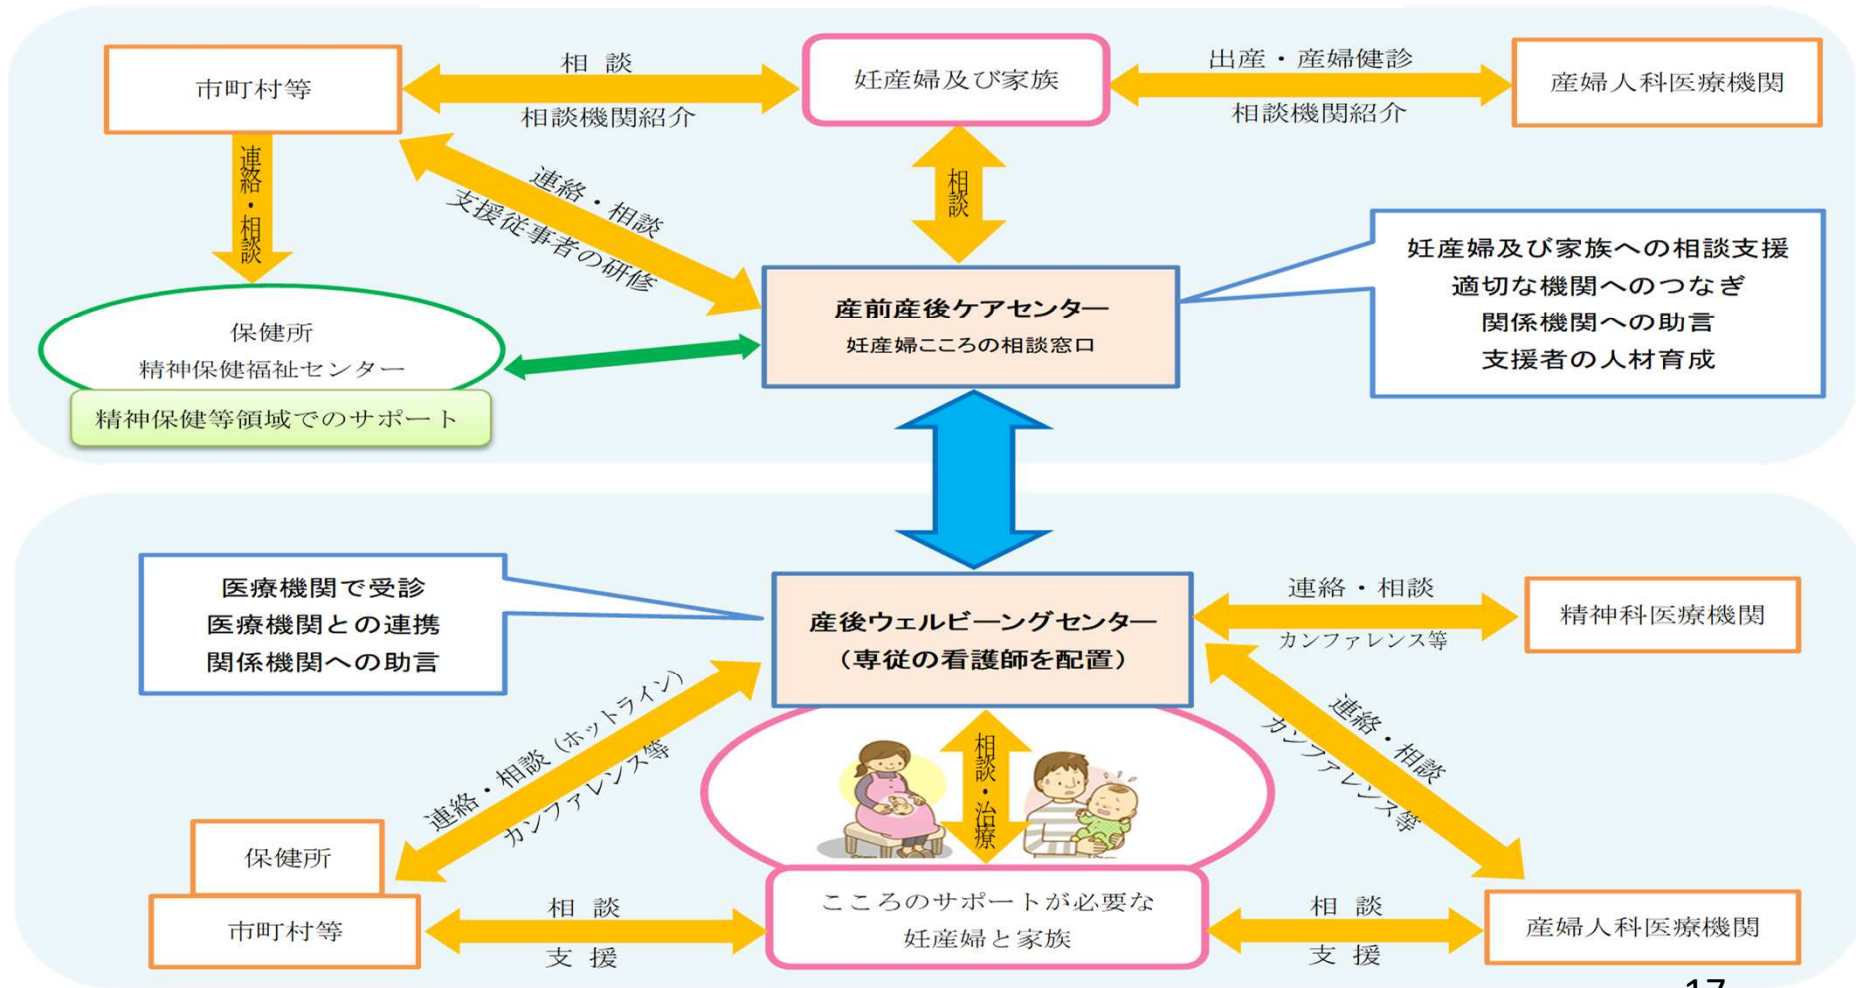 市町村等
相 談
相談機関紹介
妊産婦及び家族
出産・産婦健診
相談機関紹介
産婦人科医療機関
連絡・相談
連絡・相談
支援従事者の研修
相談
妊産婦及び家族への相談支援
適切な機関へのつなぎ
関係機関への助言
支援者の人材育成
産前産後ケアセンター
妊産婦こころの相談窓口
保健所
精神保健福祉センター
精神保健等領域でのサポート
医療機関で受診
医療機関との連携
関係機関への助言
産後ウェルビーングセンター
（専従の看護師を配置）
連絡・相談
カンファレンス等
精神科医療機関
連絡・相談（ホットライン）
カンファレンス等
相談・治療
連絡・相談
カンファレンス等
保健所
市町村等
相 談
支 援
こころのサポートが必要な
妊産婦と家族
相 談
支 援
産婦人科医療機関
17